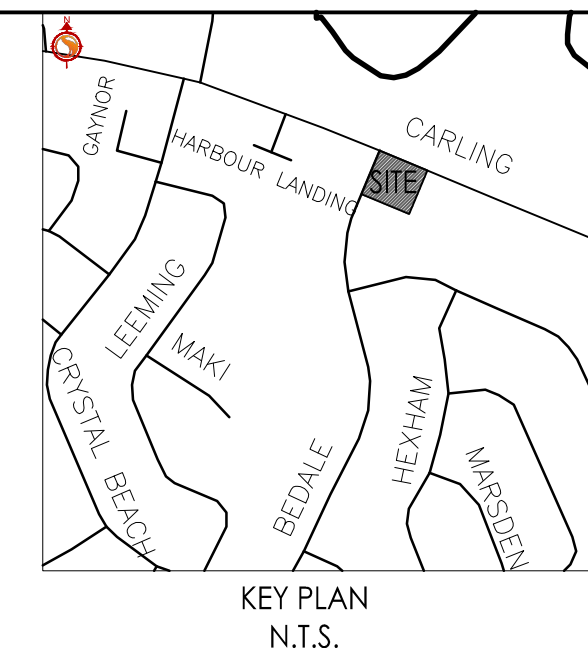 N
GAYNOR
HARBOUR LANDING
CARLING
SITE
LEEMING
MAKI
CRYSTAL BEACH
BEDALE
HEXHAM
MARSDEN
KEY PLAN
N.T.S.